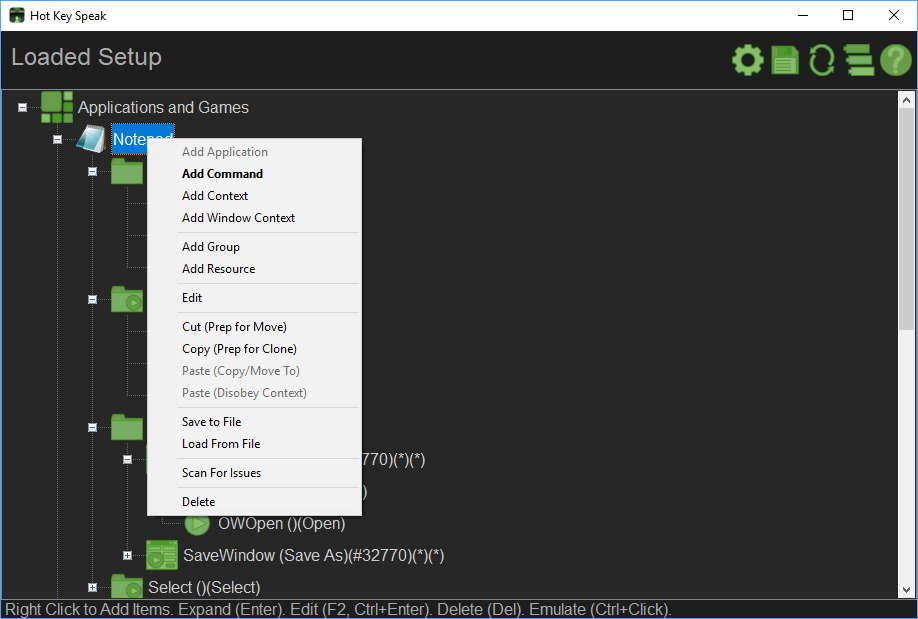 Hot Key Speak
Loaded Setup
Applications and Games
Notepad
Add Application
Add Command
Add Context
Add Window Context
Add Group
Add Resource
Edit
Cut (Prep for Move)
Copy (Prep for Clone)
Paste (Copy/Move To)
Paste (Disobey Context)
Save to File
Load From File
Scan For Issues
Delete
770)(*)(*)
)
OWOpen ()(Open)
SaveWindow (Save As)(#32770)(*)(*)
Select ()(Select)
Right Click to Add Items. Expand (Enter). Edit (F2, Ctrl+Enter). Delete (Del). Emulate (Ctrl+Click).